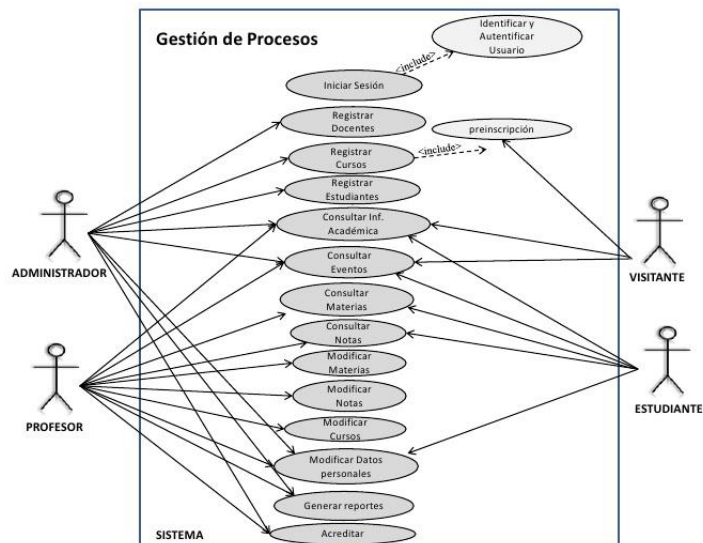 Gestión de Procesos
Identificar y
Autentificar
Usuario
<include>
Iniciar Sesión
Registrar
Docentes
preinscripción
Registrar
Cursos
<include>
Registrar
Estudiantes
Consultar Inf.
Académica
ADMINISTRADOR
VISITANTE
Consultar
Eventos
Consultar
Materias
Consultar
Notas
Modificar
Materias
PROFESOR
ESTUDIANTE
Modificar
Notas
Modificar
Cursos
Modificar Datos
personales
Generar reportes
SISTEMA
Acreditar